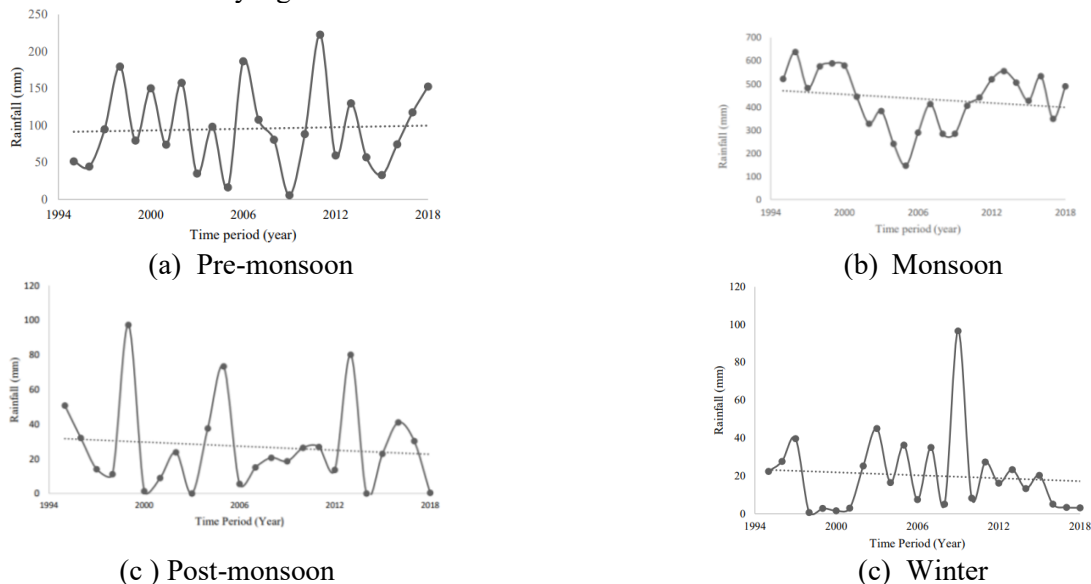 250
200
150
100
50
0
Rainfall (mm)
1994 2000 2006 2012 2018
Time period (year)
(a) Pre-monsoon
700
600
500
400
300
200
100
0
Rainfall (mm)
1994 2000 2006 2012 2018
Time period (year)
(b) Monsoon
120
100
80
60
40
20
0
Rainfall (mm)
1994 2000 2006 2012 2018
Time Period (Year)
(c ) Post-monsoon
120
100
80
60
40
20
0
Rainfall (mm)
1994 2000 2006 2012 2018
Time Period (Year)
(c) Winter